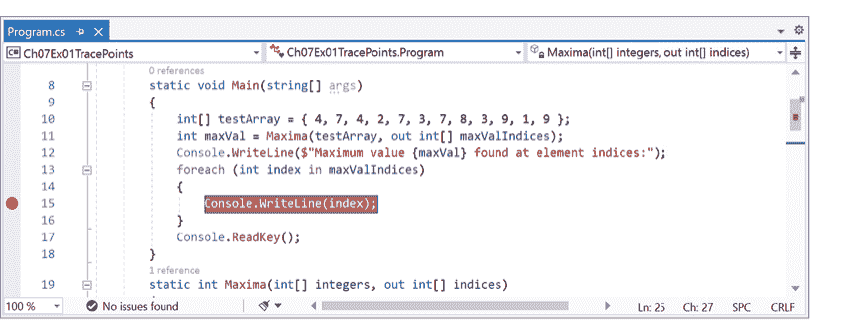 Program.cs
Ch07Ex01TracePoints Ch07Ex01TracePoints.Program Maxima(int[] integers, out int[] indices)
0 references
8 static void Main(string[] args)
9 {
10 int[] testArray = { 4, 7, 4, 2, 7, 3, 7, 8, 3, 9, 1, 9 };
11 int maxVal = Maxima(testArray, out int[] maxValIndices);
12 Console.WriteLine($"Maximum value {maxVal} found at element indices:");
13 foreach (int index in maxValIndices)
14 {
15 Console.WriteLine(index);
16 }
17 Console.ReadKey();
18 }
1 reference
19 static int Maxima(int[] integers, out int[] indices)
100 % No issues found Ln: 25 Ch: 27 SPC CRLF